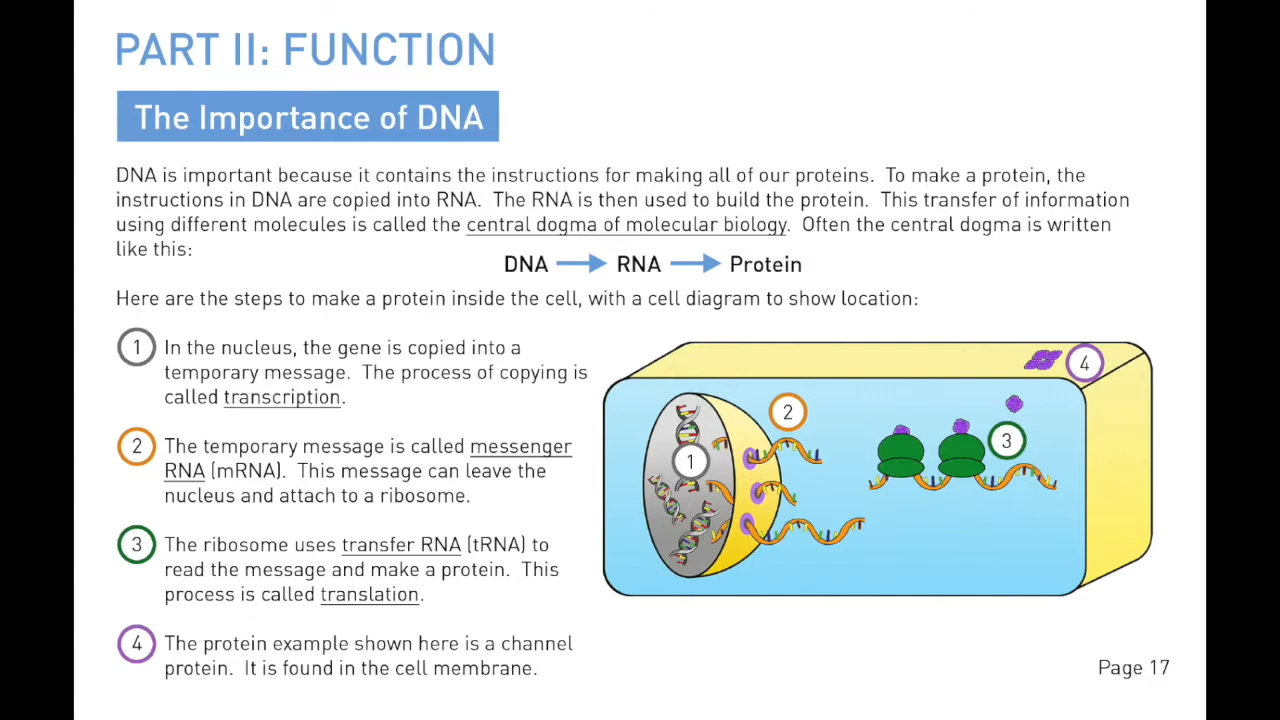 PART II: FUNCTION
The Importance of DNA
DNA is important because it contains the instructions for making all of our proteins. To make a protein, the
instructions in DNA are copied into RNA. The RNA is then used to build the protein. This transfer of information
using different molecules is called the central dogma of molecular biology. Often the central dogma is written
like this:
DNA → RNA → Protein
Here are the steps to make a protein inside the cell, with a cell diagram to show location:
1 In the nucleus, the gene is copied into a
temporary message. The process of copying is
called transcription.
2 The temporary message is called messenger
RNA (mRNA). This message can leave the
nucleus and attach to a ribosome.
3 The ribosome uses transfer RNA (tRNA) to
read the message and make a protein. This
process is called translation.
4 The protein example shown here is a channel
protein. It is found in the cell membrane.
1
2
3
4
Page 17